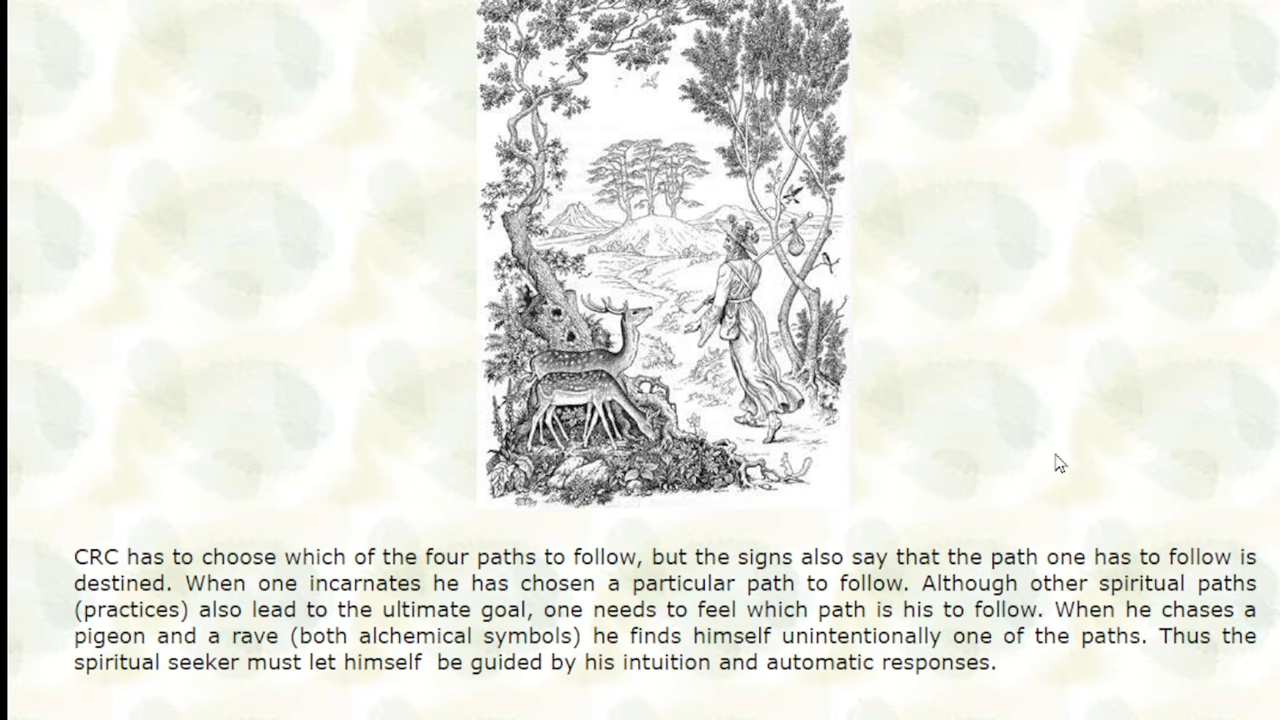 CRC has to choose which of the four paths to follow, but the signs also say that the path one has to follow is
destined. When one incarnates he has chosen a particular path to follow. Although other spiritual paths
(practices) also lead to the ultimate goal, one needs to feel which path is his to follow. When he chases a
pigeon and a rave (both alchemical symbols) he finds himself unintentionally one of the paths. Thus the
spiritual seeker must let himself  be guided by his intuition and automatic responses.